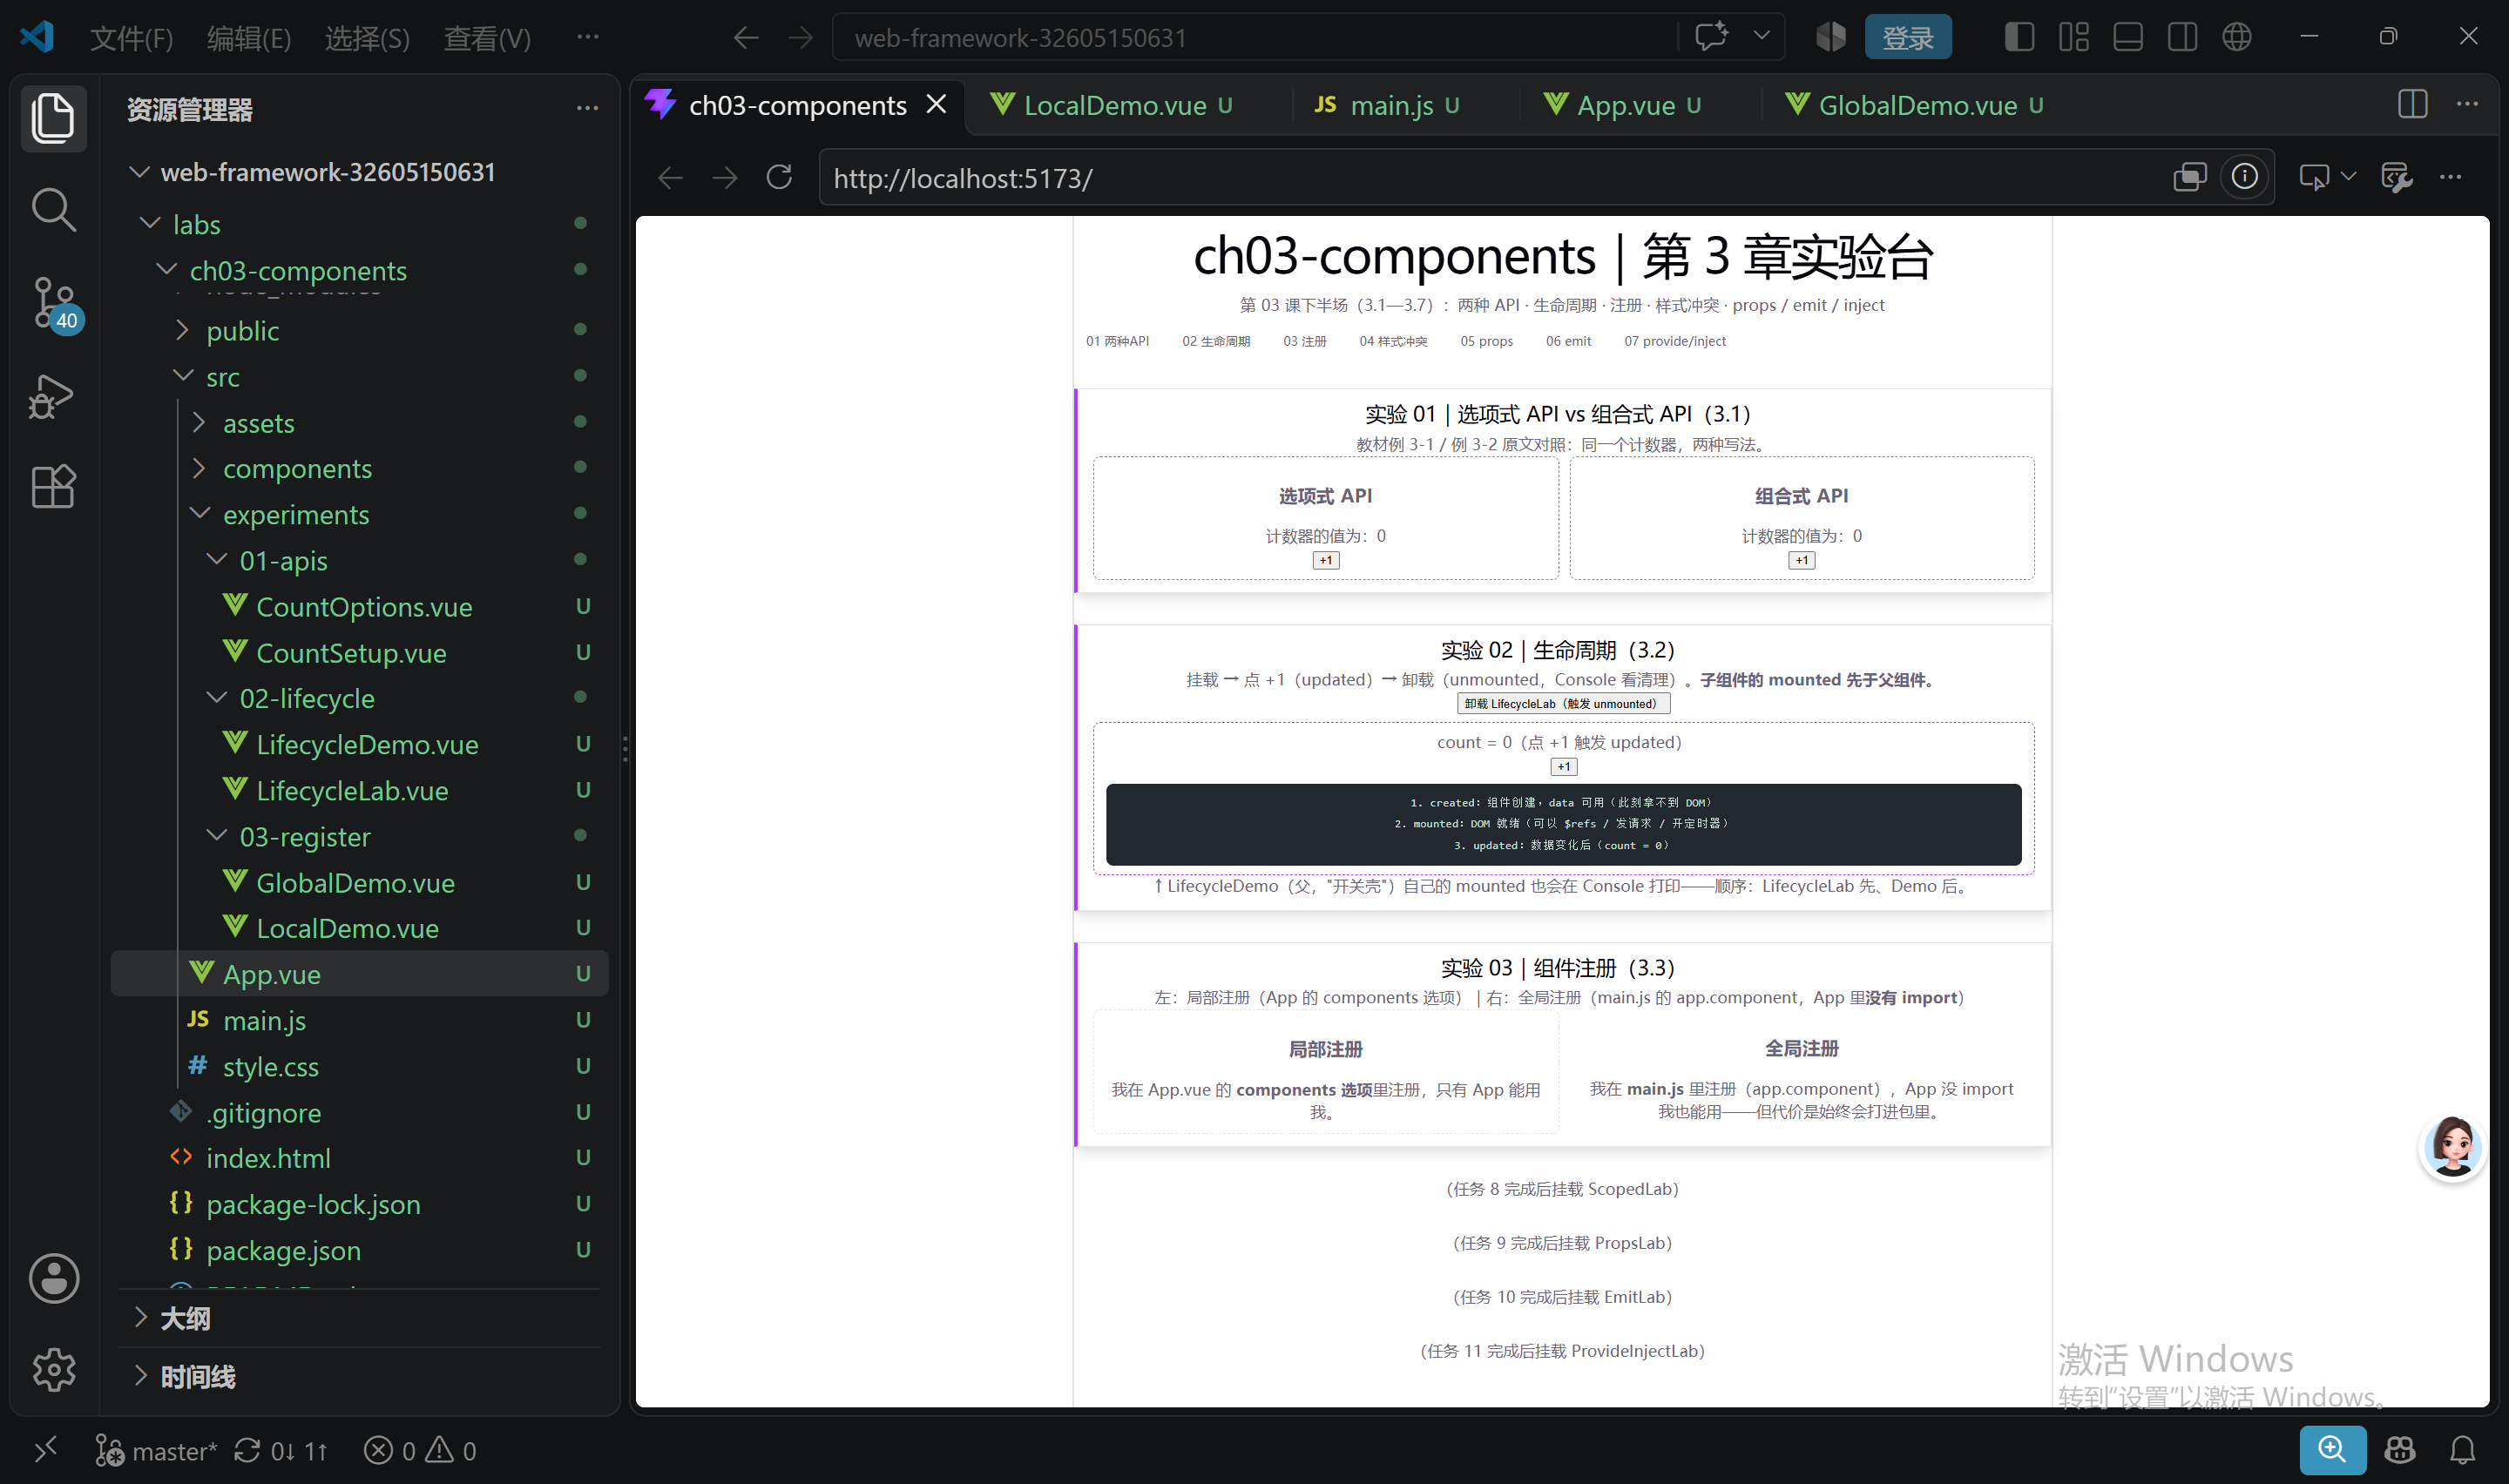 文件(F) 编辑(E) 选择(S) 查看(V) ··· web-framework-32605150631 登录
资源管理器
web-framework-32605150631
labs
ch03-components
public
src
assets
components
experiments
01-apis
CountOptions.vue U
CountSetup.vue U
02-lifecycle
LifecycleDemo.vue U
LifecycleLab.vue U
03-register
GlobalDemo.vue U
LocalDemo.vue U
App.vue U
JS main.js U
# style.css U
.gitignore U
<> index.html U
{} package-lock.json U
{} package.json U
大纲
时间线
40
ch03-components LocalDemo.vue U JS main.js U App.vue U GlobalDemo.vue U
http://localhost:5173/
ch03-components | 第 3 章实验台
第 03 课下半场（3.1—3.7）：两种 API · 生命周期 · 注册 · 样式冲突 · props / emit / inject
01 两种API 02 生命周期 03 注册 04 样式冲突 05 props 06 emit 07 provide/inject
实验 01 | 选项式 API vs 组合式 API（3.1）
教材例 3-1 / 例 3-2 原文对照：同一个计数器，两种写法。
选项式 API 组合式 API
计数器的值为：0 计数器的值为：0
+1 +1
实验 02 | 生命周期（3.2）
挂载 → 点 +1（updated）→ 卸载（unmounted，Console 看清理）。子组件的 mounted 先于父组件。
卸载 LifecycleLab（触发 unmounted）
count = 0（点 +1 触发 updated）
+1
1. created：组件创建，data 可用（此刻拿不到 DOM）
2. mounted：DOM 就绪（可以 $refs / 发请求 / 开定时器）
3. updated：数据变化后（count = 0）
↑ LifecycleDemo（父，"开关壳"）自己的 mounted 也会在 Console 打印——顺序：LifecycleLab 先、Demo 后。
实验 03 | 组件注册（3.3）
左：局部注册（App 的 components 选项） | 右：全局注册（main.js 的 app.component，App 里没有 import）
局部注册
我在 App.vue 的 components 选项里注册，只有 App 能用
我。
全局注册
我在 main.js 里注册（app.component），App 没 import
我也能用——但代价是始终会打进包里。
（任务 8 完成后挂载 ScopedLab）
（任务 9 完成后挂载 PropsLab）
（任务 10 完成后挂载 EmitLab）
（任务 11 完成后挂载 ProvideInjectLab）
激活 Windows
转到“设置”以激活 Windows。
master* 0↓ 1↑ 0 0